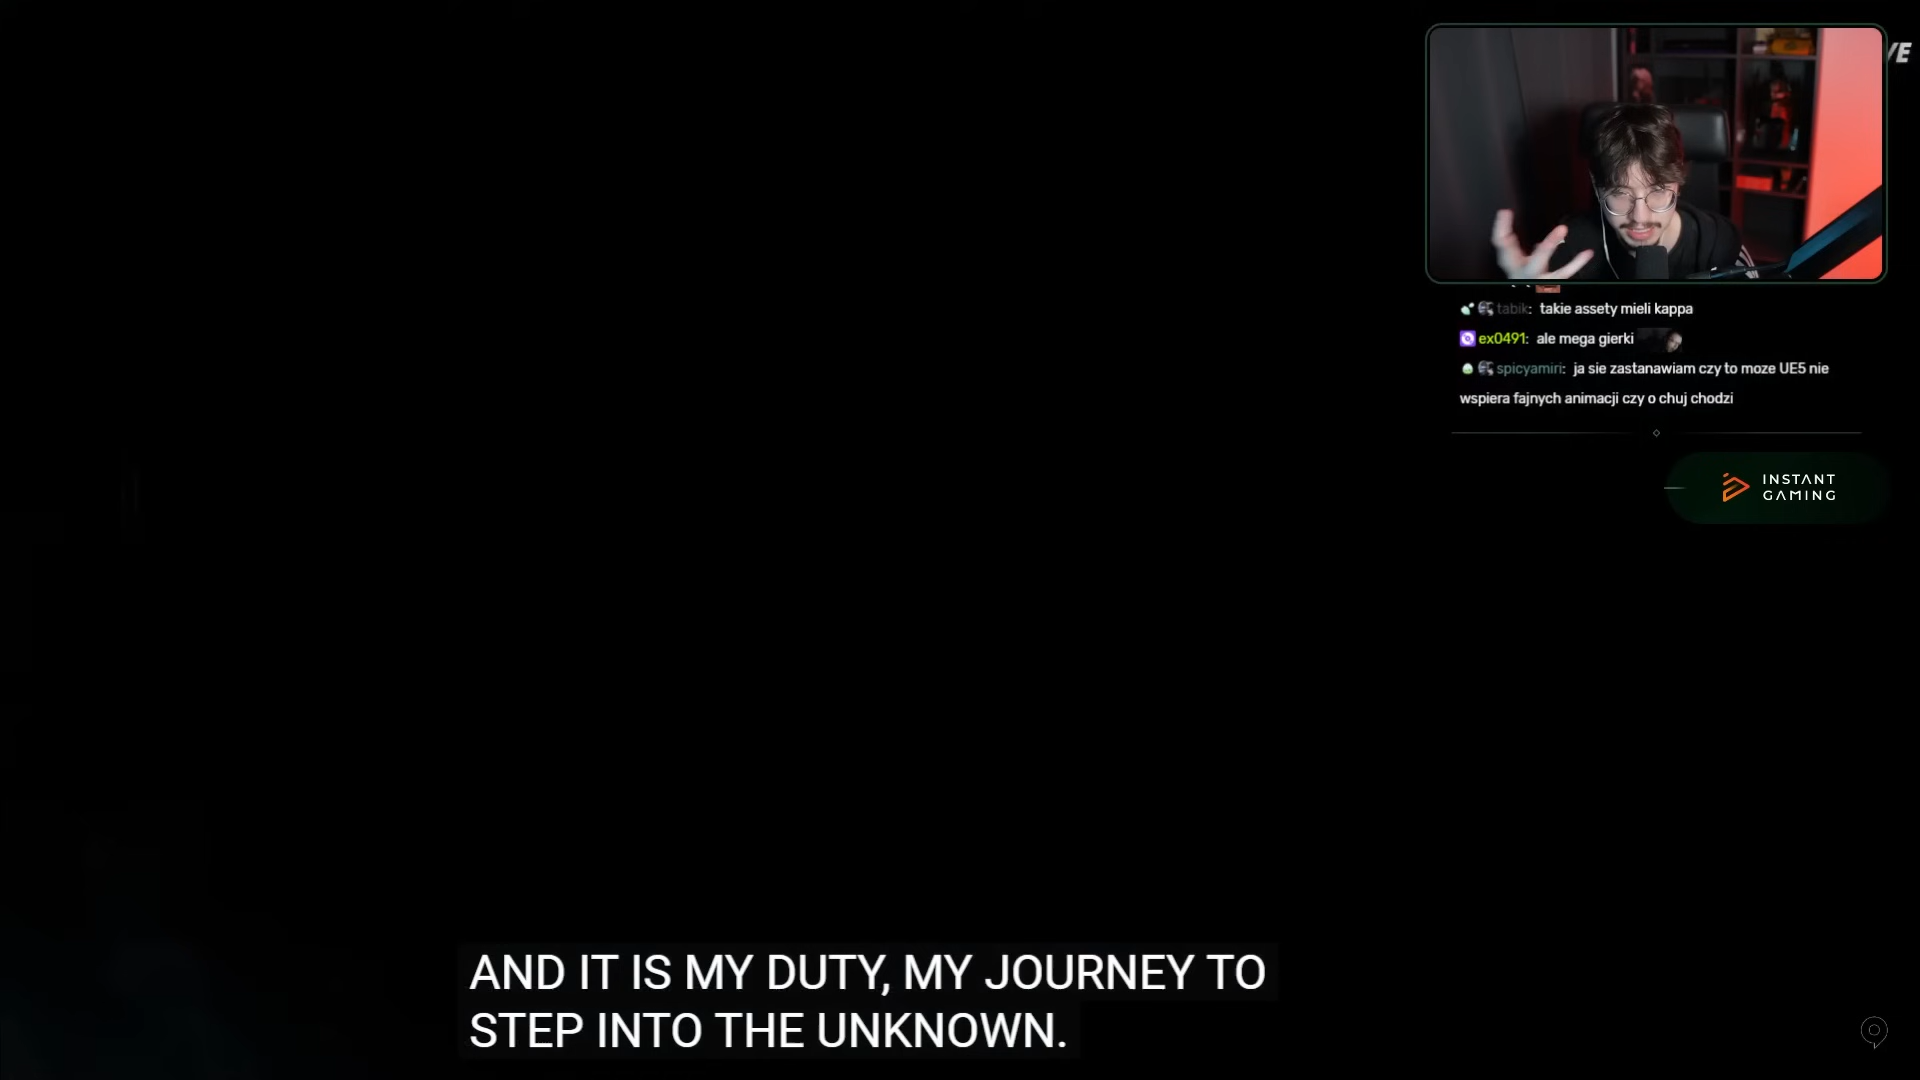 VE
tabik: takie assety mieli kappa
ex0491: ale mega gierki
spicyamiri: ja sie zastanawiam czy to moze UE5 nie
wspiera fajnych animacji czy o chuj chodzi
INSTANT
GAMING
AND IT IS MY DUTY, MY JOURNEY TO
STEP INTO THE UNKNOWN.